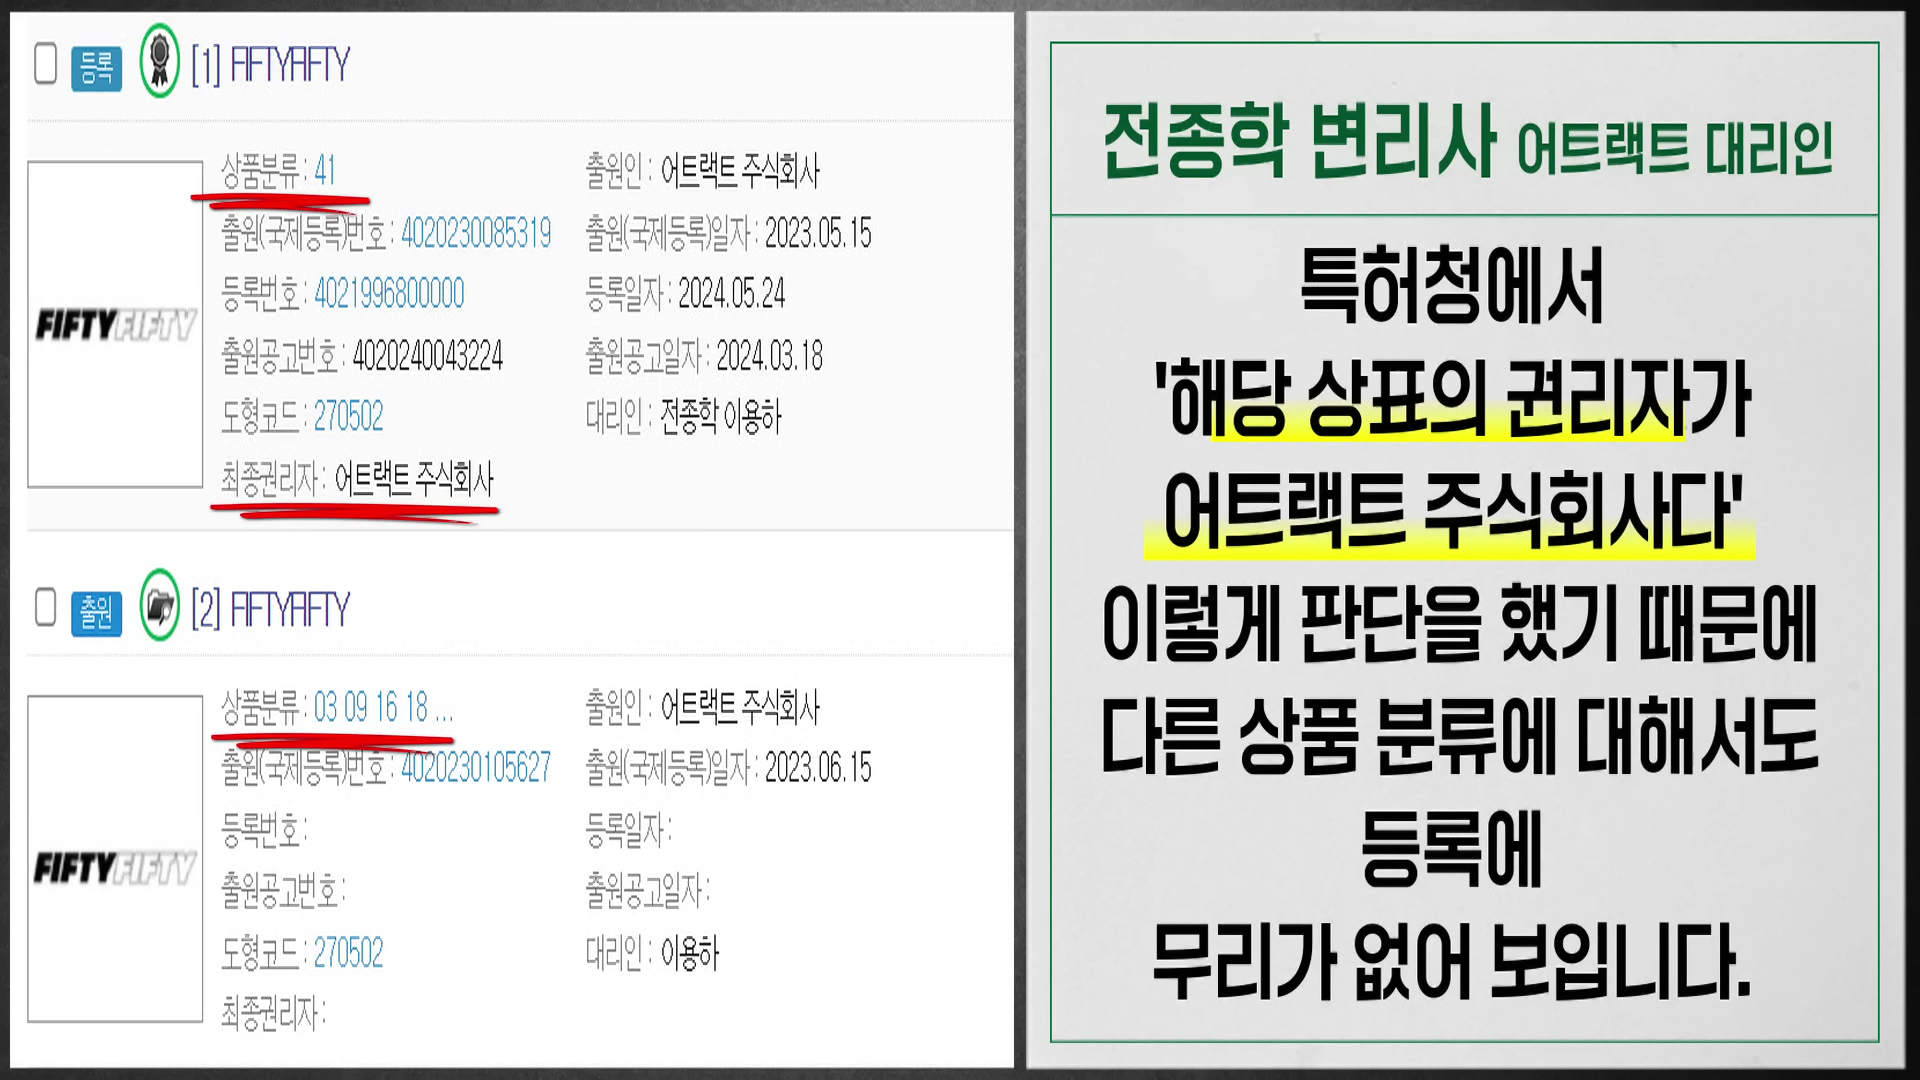 등록 [1] FIFTYFIFTY
FIFTYFIFTY
상품분류 : 41
출원인 : 어트랙트 주식회사
출원(국제등록)번호 : 4020230085319
출원(국제등록)일자 : 2023.05.15
등록번호 : 4021996800000
등록일자 : 2024.05.24
출원공고번호 : 4020240043224
출원공고일자 : 2024.03.18
도형코드 : 270502
대리인 : 전종학 이용하
최종권리자 : 어트랙트 주식회사
출원 [2] FIFTYFIFTY
FIFTYFIFTY
상품분류 : 03 09 16 18 ...
출원인 : 어트랙트 주식회사
출원(국제등록)번호 : 4020230105627
출원(국제등록)일자 : 2023.06.15
등록번호 :
등록일자 :
출원공고번호 :
출원공고일자 :
도형코드 : 270502
대리인 : 이용하
최종권리자 :
전종학 변리사 어트랙트 대리인
특허청에서
'해당 상표의 권리자가
어트랙트 주식회사다'
이렇게 판단을 했기 때문에
다른 상품 분류에 대해서도
등록에
무리가 없어 보입니다.